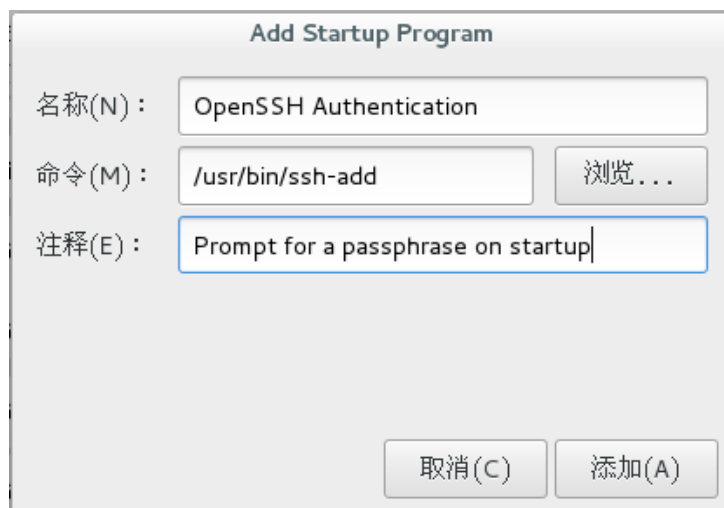 Add Startup Program
名称(N)： OpenSSH Authentication
命令(M)： /usr/bin/ssh-add 浏览...
注释(E)： Prompt for a passphrase on startup
取消(C) 添加(A)